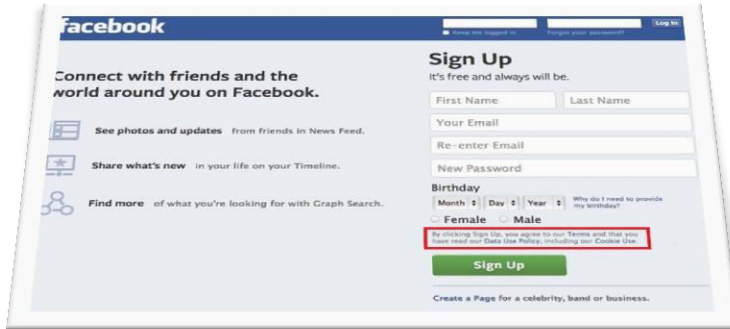 facebook
Log In
Keep me logged in
Forgot your password?
Connect with friends and the
world around you on Facebook.
See photos and updates from friends in News Feed.
Share what's new in your life on your Timeline.
Find more of what you're looking for with Graph Search.
Sign Up
It's free and always will be.
First Name
Last Name
Your Email
Re-enter Email
New Password
Birthday
Month
Day
Year
Why do I need to provide
my birthday?
Female
Male
By clicking Sign Up, you agree to our Terms and that you
have read our Data Use Policy, including our Cookie Use.
Sign Up
Create a Page for a celebrity, band or business.